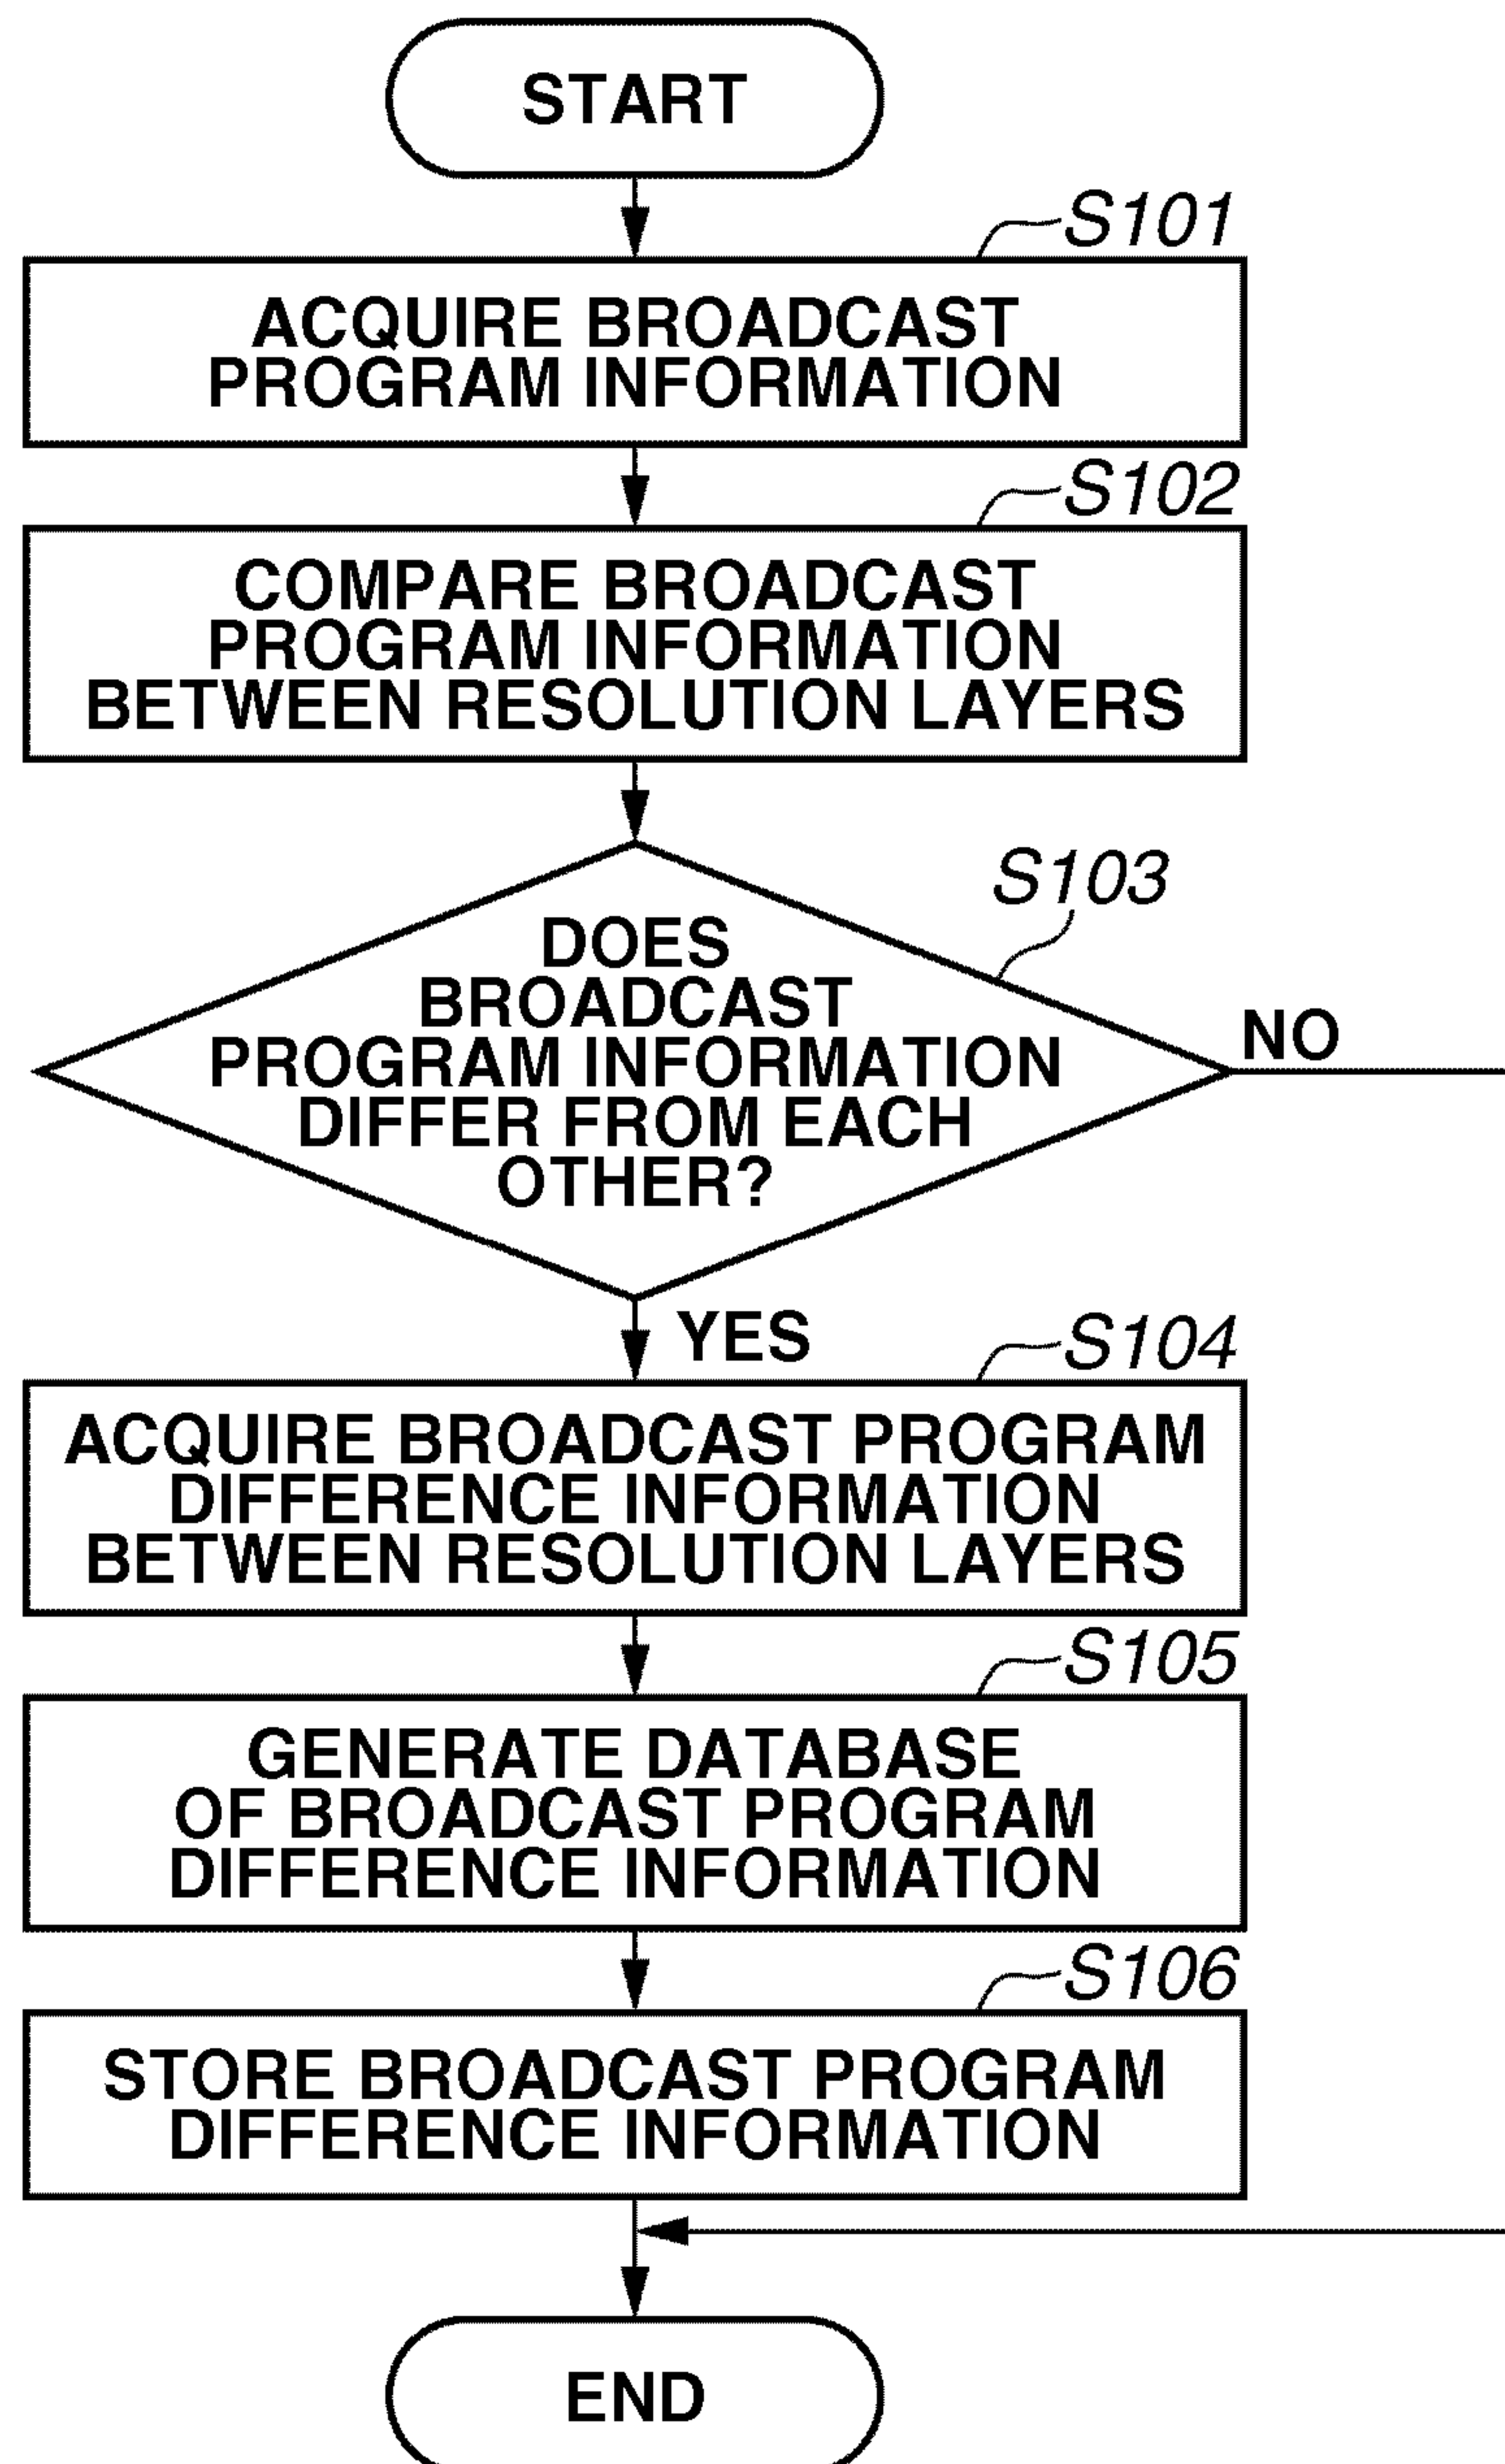 START
S101
ACQUIRE BROADCAST
PROGRAM INFORMATION
S102
COMPARE BROADCAST
PROGRAM INFORMATION
BETWEEN RESOLUTION LAYERS
S103
DOES
BROADCAST
PROGRAM INFORMATION
DIFFER FROM EACH
OTHER?
NO
YES
S104
ACQUIRE BROADCAST PROGRAM
DIFFERENCE INFORMATION
BETWEEN RESOLUTION LAYERS
S105
GENERATE DATABASE
OF BROADCAST PROGRAM
DIFFERENCE INFORMATION
S106
STORE BROADCAST PROGRAM
DIFFERENCE INFORMATION
END